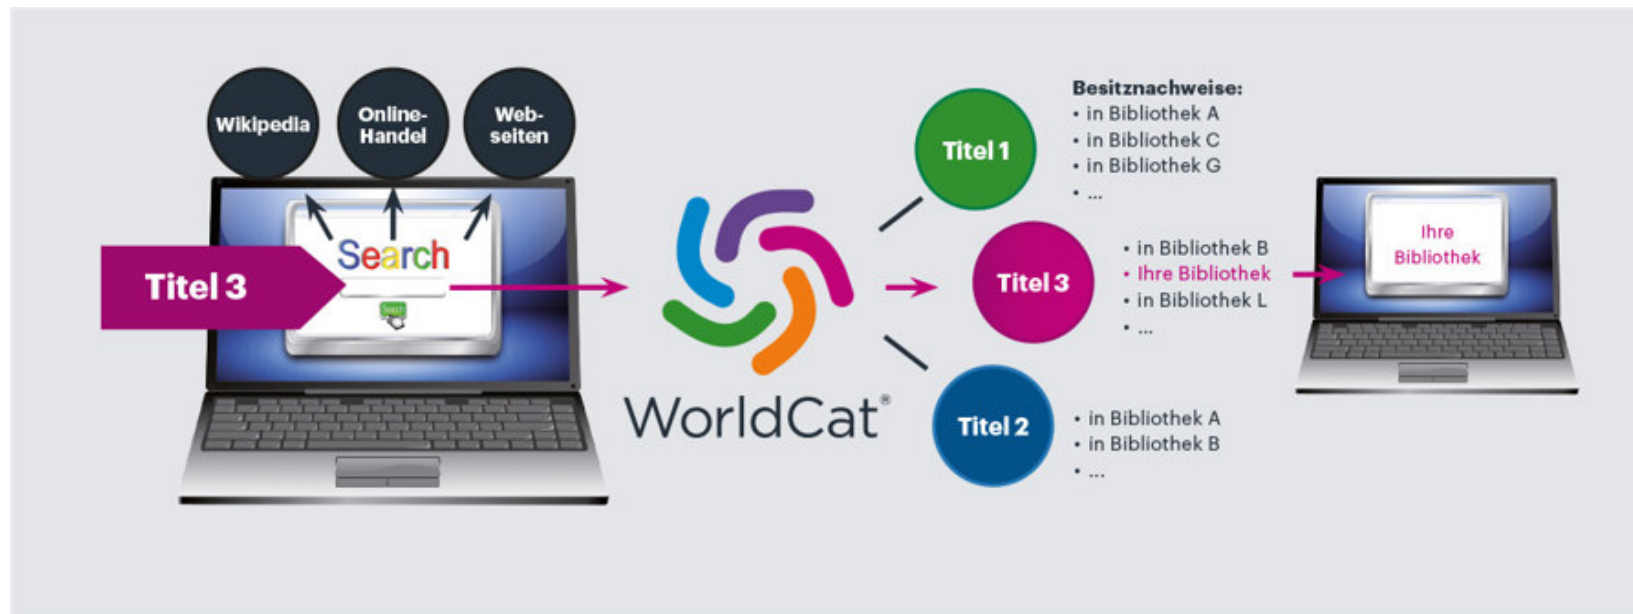 Wikipedia
Online-
Handel
Web-
seiten
Titel 3
Search
WorldCat®
Titel 1
Besitznachweise:
• in Bibliothek A
• in Bibliothek C
• in Bibliothek G
• ...
Titel 3
• in Bibliothek B
• Ihre Bibliothek
• in Bibliothek L
• ...
Titel 2
• in Bibliothek A
• in Bibliothek B
• ...
Ihre
Bibliothek